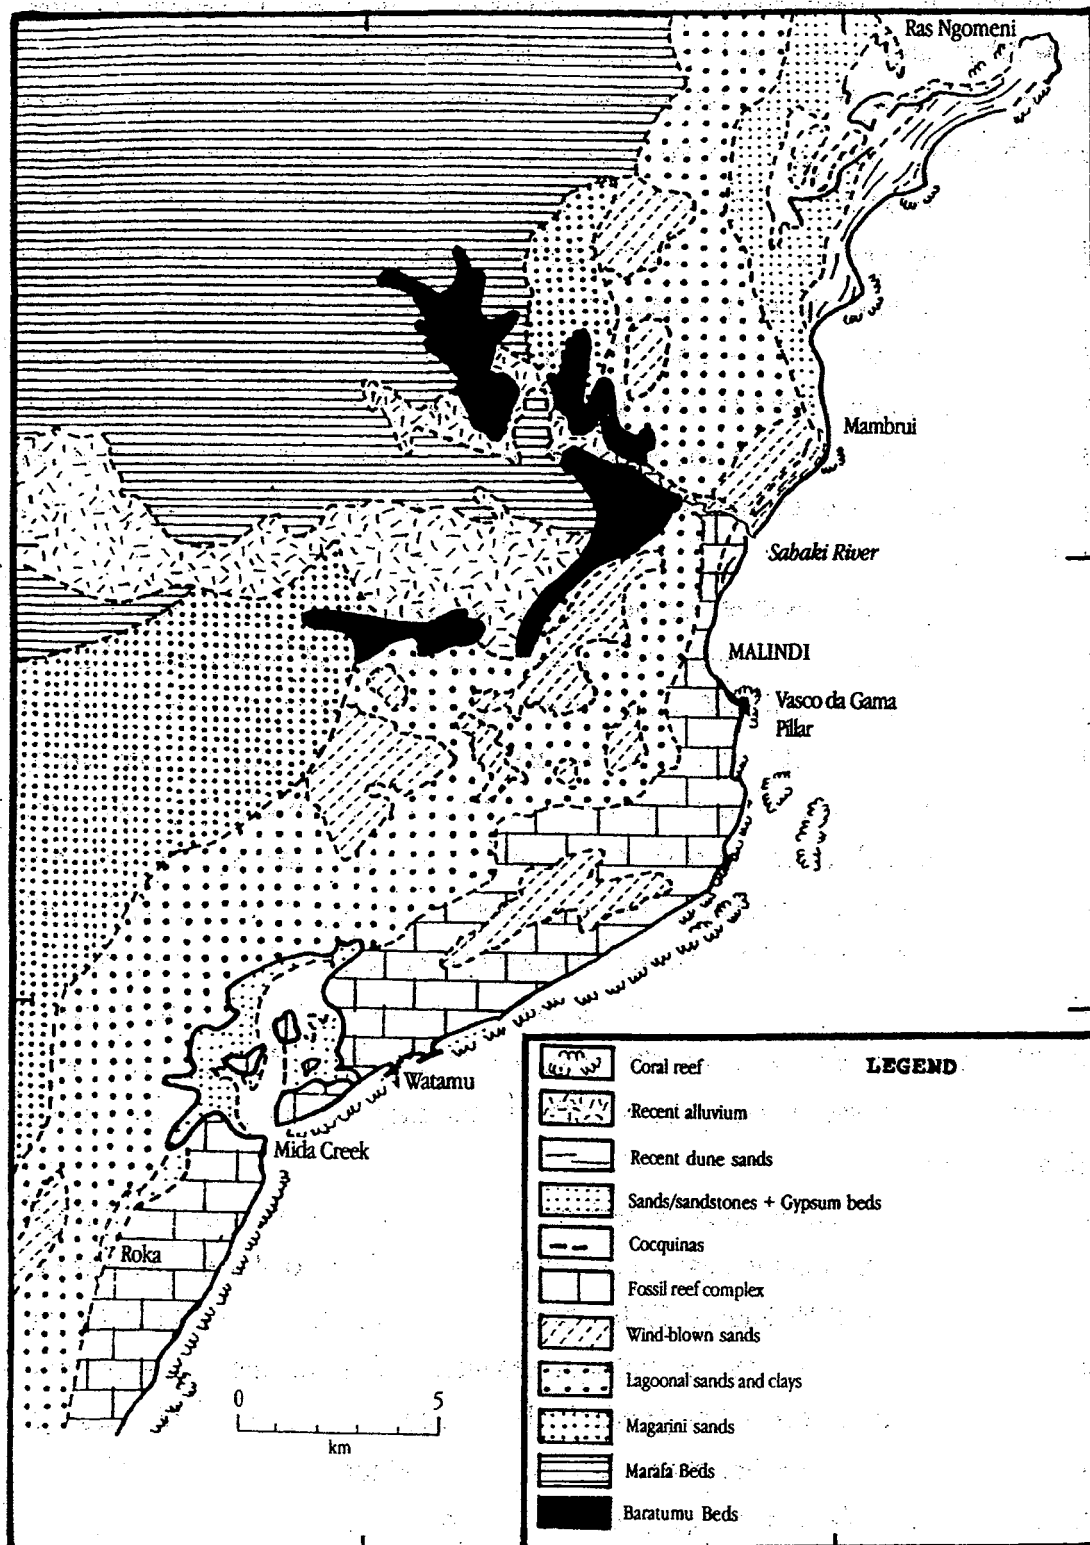 Ras Ngomeni
Mambrui
Sabaki River
MALINDI
Vasco da Gama
Pillar
Watamu
Mida Creek
Roka
0 5
km
LEGEND
Coral reef
Recent alluvium
Recent dune sands
Sands/sandstones + Gypsum beds
Cocquinas
Fossil reef complex
Wind-blown sands
Lagoonal sands and clays
Magarini sands
Marafa Beds
Baratumu Beds